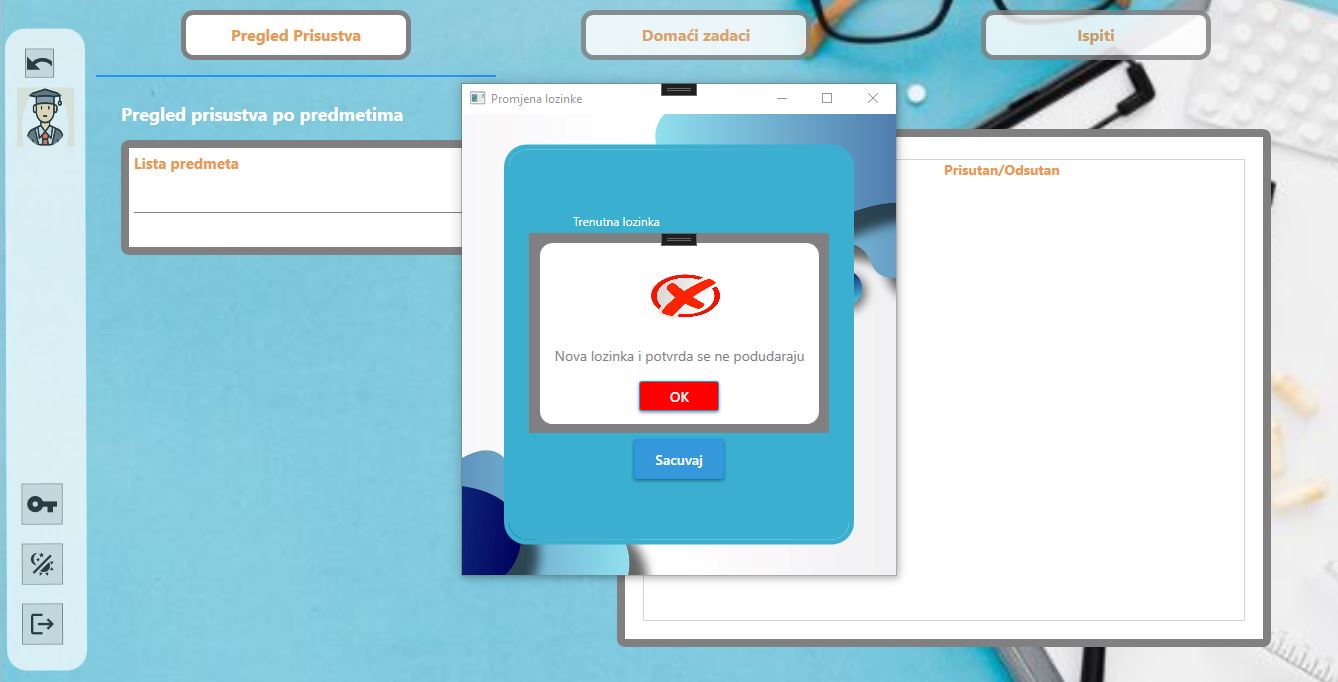 Pregled Prisustva
Domaći zadaci
Ispiti
Pregled prisustva po predmetima
Lista predmeta
Promjena lozinke
Prisutan/Odsutan
Trenutna lozinka
Nova lozinka i potvrda se ne podudaraju
OK
Sacuvaj